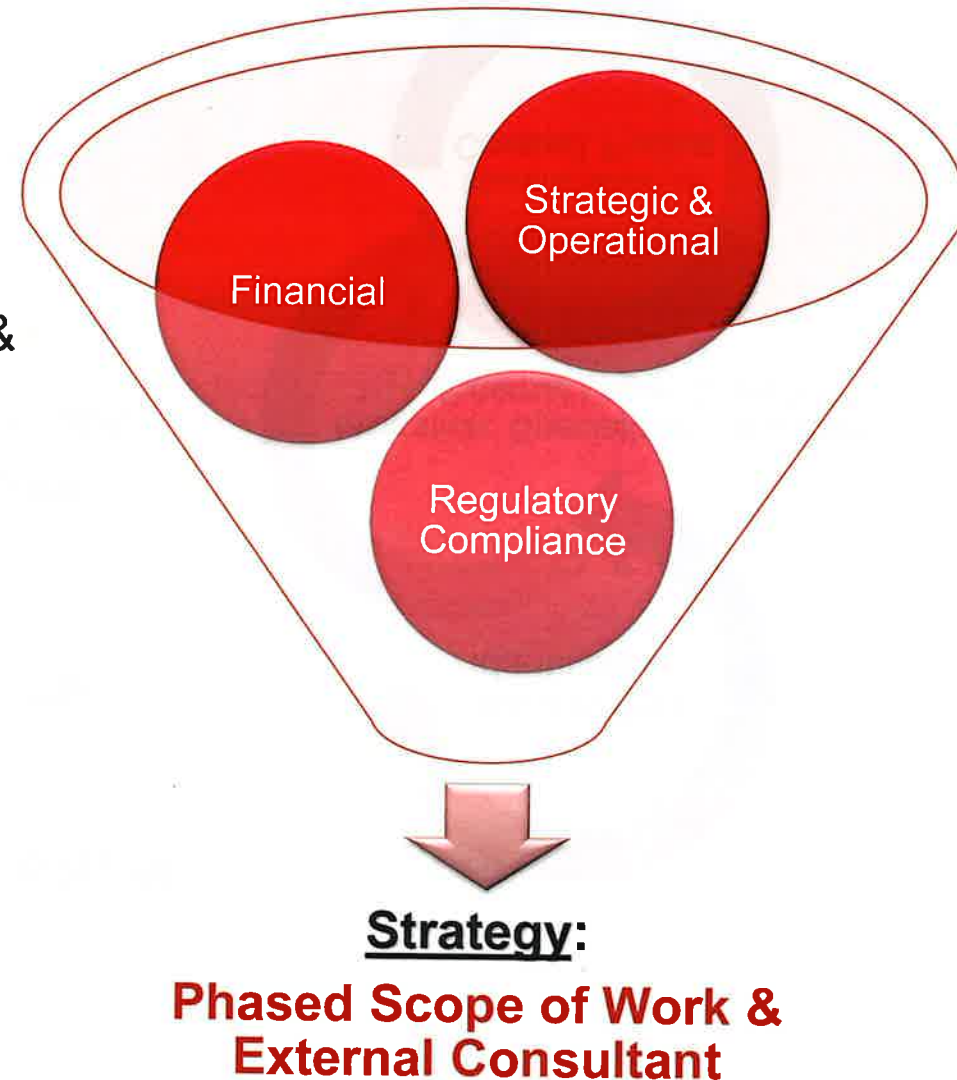 Strategic &
Operational
Financial
&
Regulatory
Compliance
Strategy:
Phased Scope of Work &
External Consultant